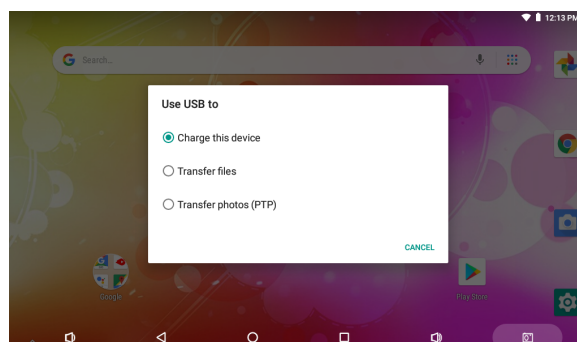 12:13 PM
Search...
Use USB to
Charge this device
Transfer files
Transfer photos (PTP)
CANCEL
Google
Play Store